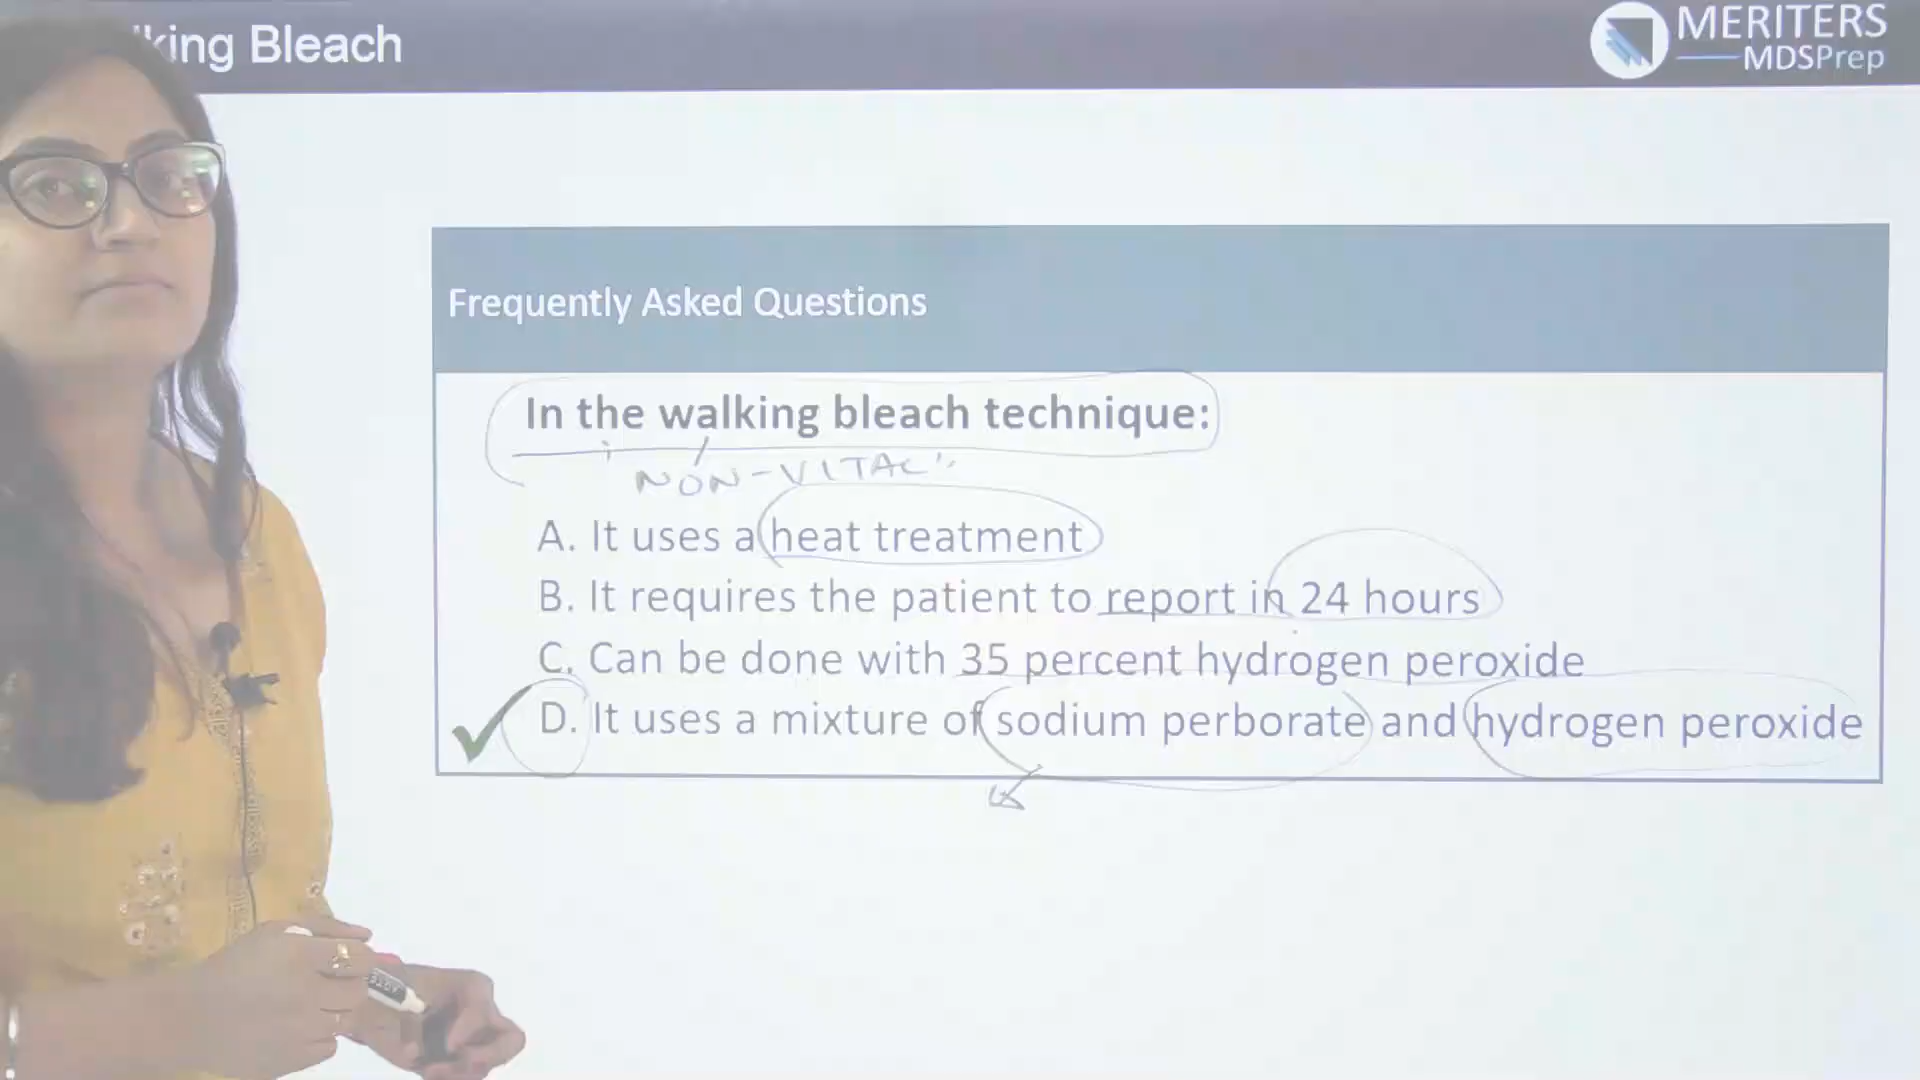 king Bleach
MERITERS
MDSPrep
Frequently Asked Questions
In the walking bleach technique:
NON-VITAL
A. It uses a heat treatment
B. It requires the patient to report in 24 hours
C. Can be done with 35 percent hydrogen peroxide
D. It uses a mixture of sodium perborate and hydrogen peroxide